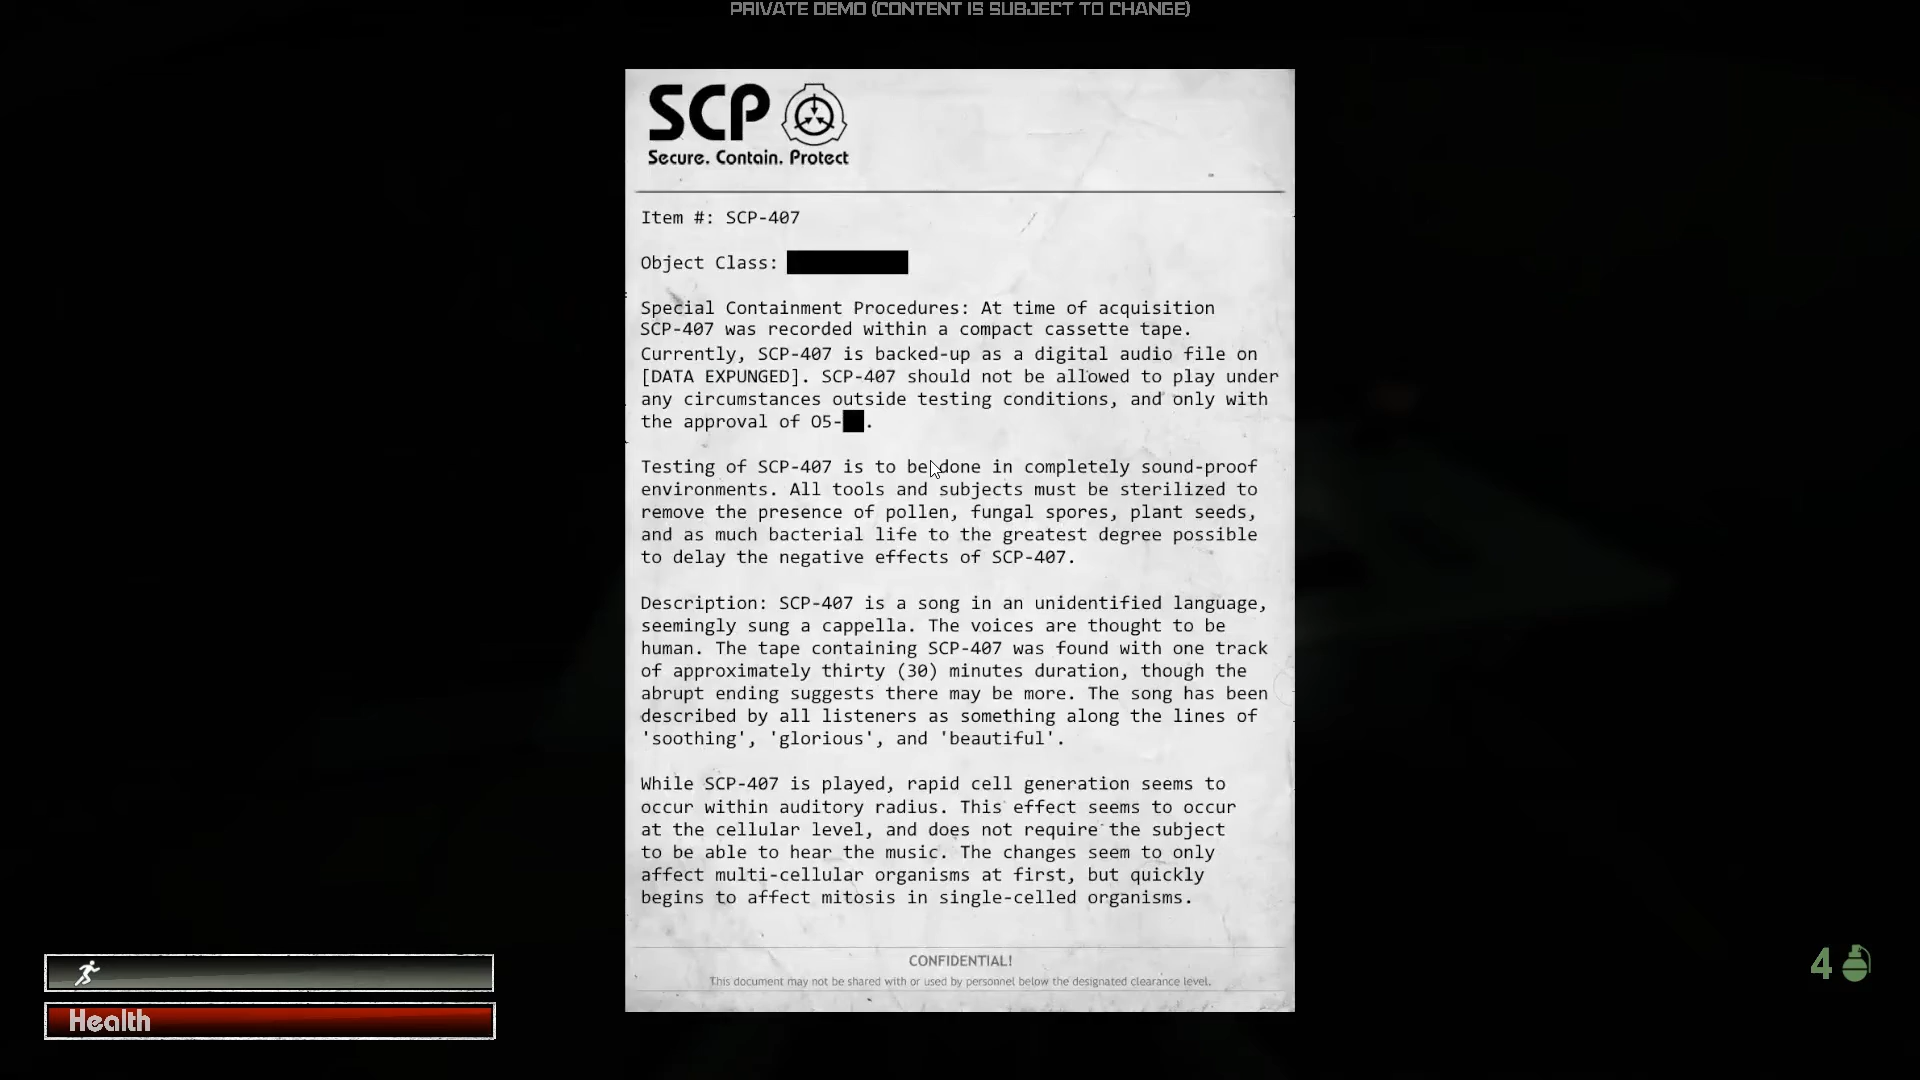 PRIVATE DEMO (CONTENT IS SUBJECT TO CHANGE)
SCP
Secure. Contain. Protect
Item #: SCP-407
Object Class:
Special Containment Procedures: At time of acquisition
SCP-407 was recorded within a compact cassette tape.
Currently, SCP-407 is backed-up as a digital audio file on
[DATA EXPUNGED]. SCP-407 should not be allowed to play under
any circumstances outside testing conditions, and only with
the approval of O5-.
Testing of SCP-407 is to be done in completely sound-proof
environments. All tools and subjects must be sterilized to
remove the presence of pollen, fungal spores, plant seeds,
and as much bacterial life to the greatest degree possible
to delay the negative effects of SCP-407.
Description: SCP-407 is a song in an unidentified language,
seemingly sung a cappella. The voices are thought to be
human. The tape containing SCP-407 was found with one track
of approximately thirty (30) minutes duration, though the
abrupt ending suggests there may be more. The song has been
described by all listeners as something along the lines of
'soothing', 'glorious', and 'beautiful'.
While SCP-407 is played, rapid cell generation seems to
occur within auditory radius. This effect seems to occur
at the cellular level, and does not require the subject
to be able to hear the music. The changes seem to only
affect multi-cellular organisms at first, but quickly
begins to affect mitosis in single-celled organisms.
CONFIDENTIAL!
This document may not be shared with or used by personnel below the designated clearance level.
Health
4